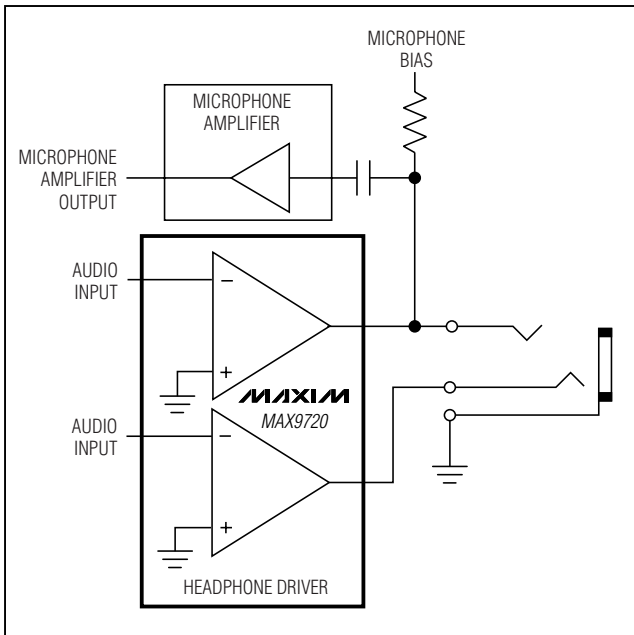 MICROPHONE
BIAS
MICROPHONE
AMPLIFIER
MICROPHONE
AMPLIFIER
OUTPUT
AUDIO
INPUT
−
+
MAXIM
MAX9720
AUDIO
INPUT
−
+
HEADPHONE DRIVER